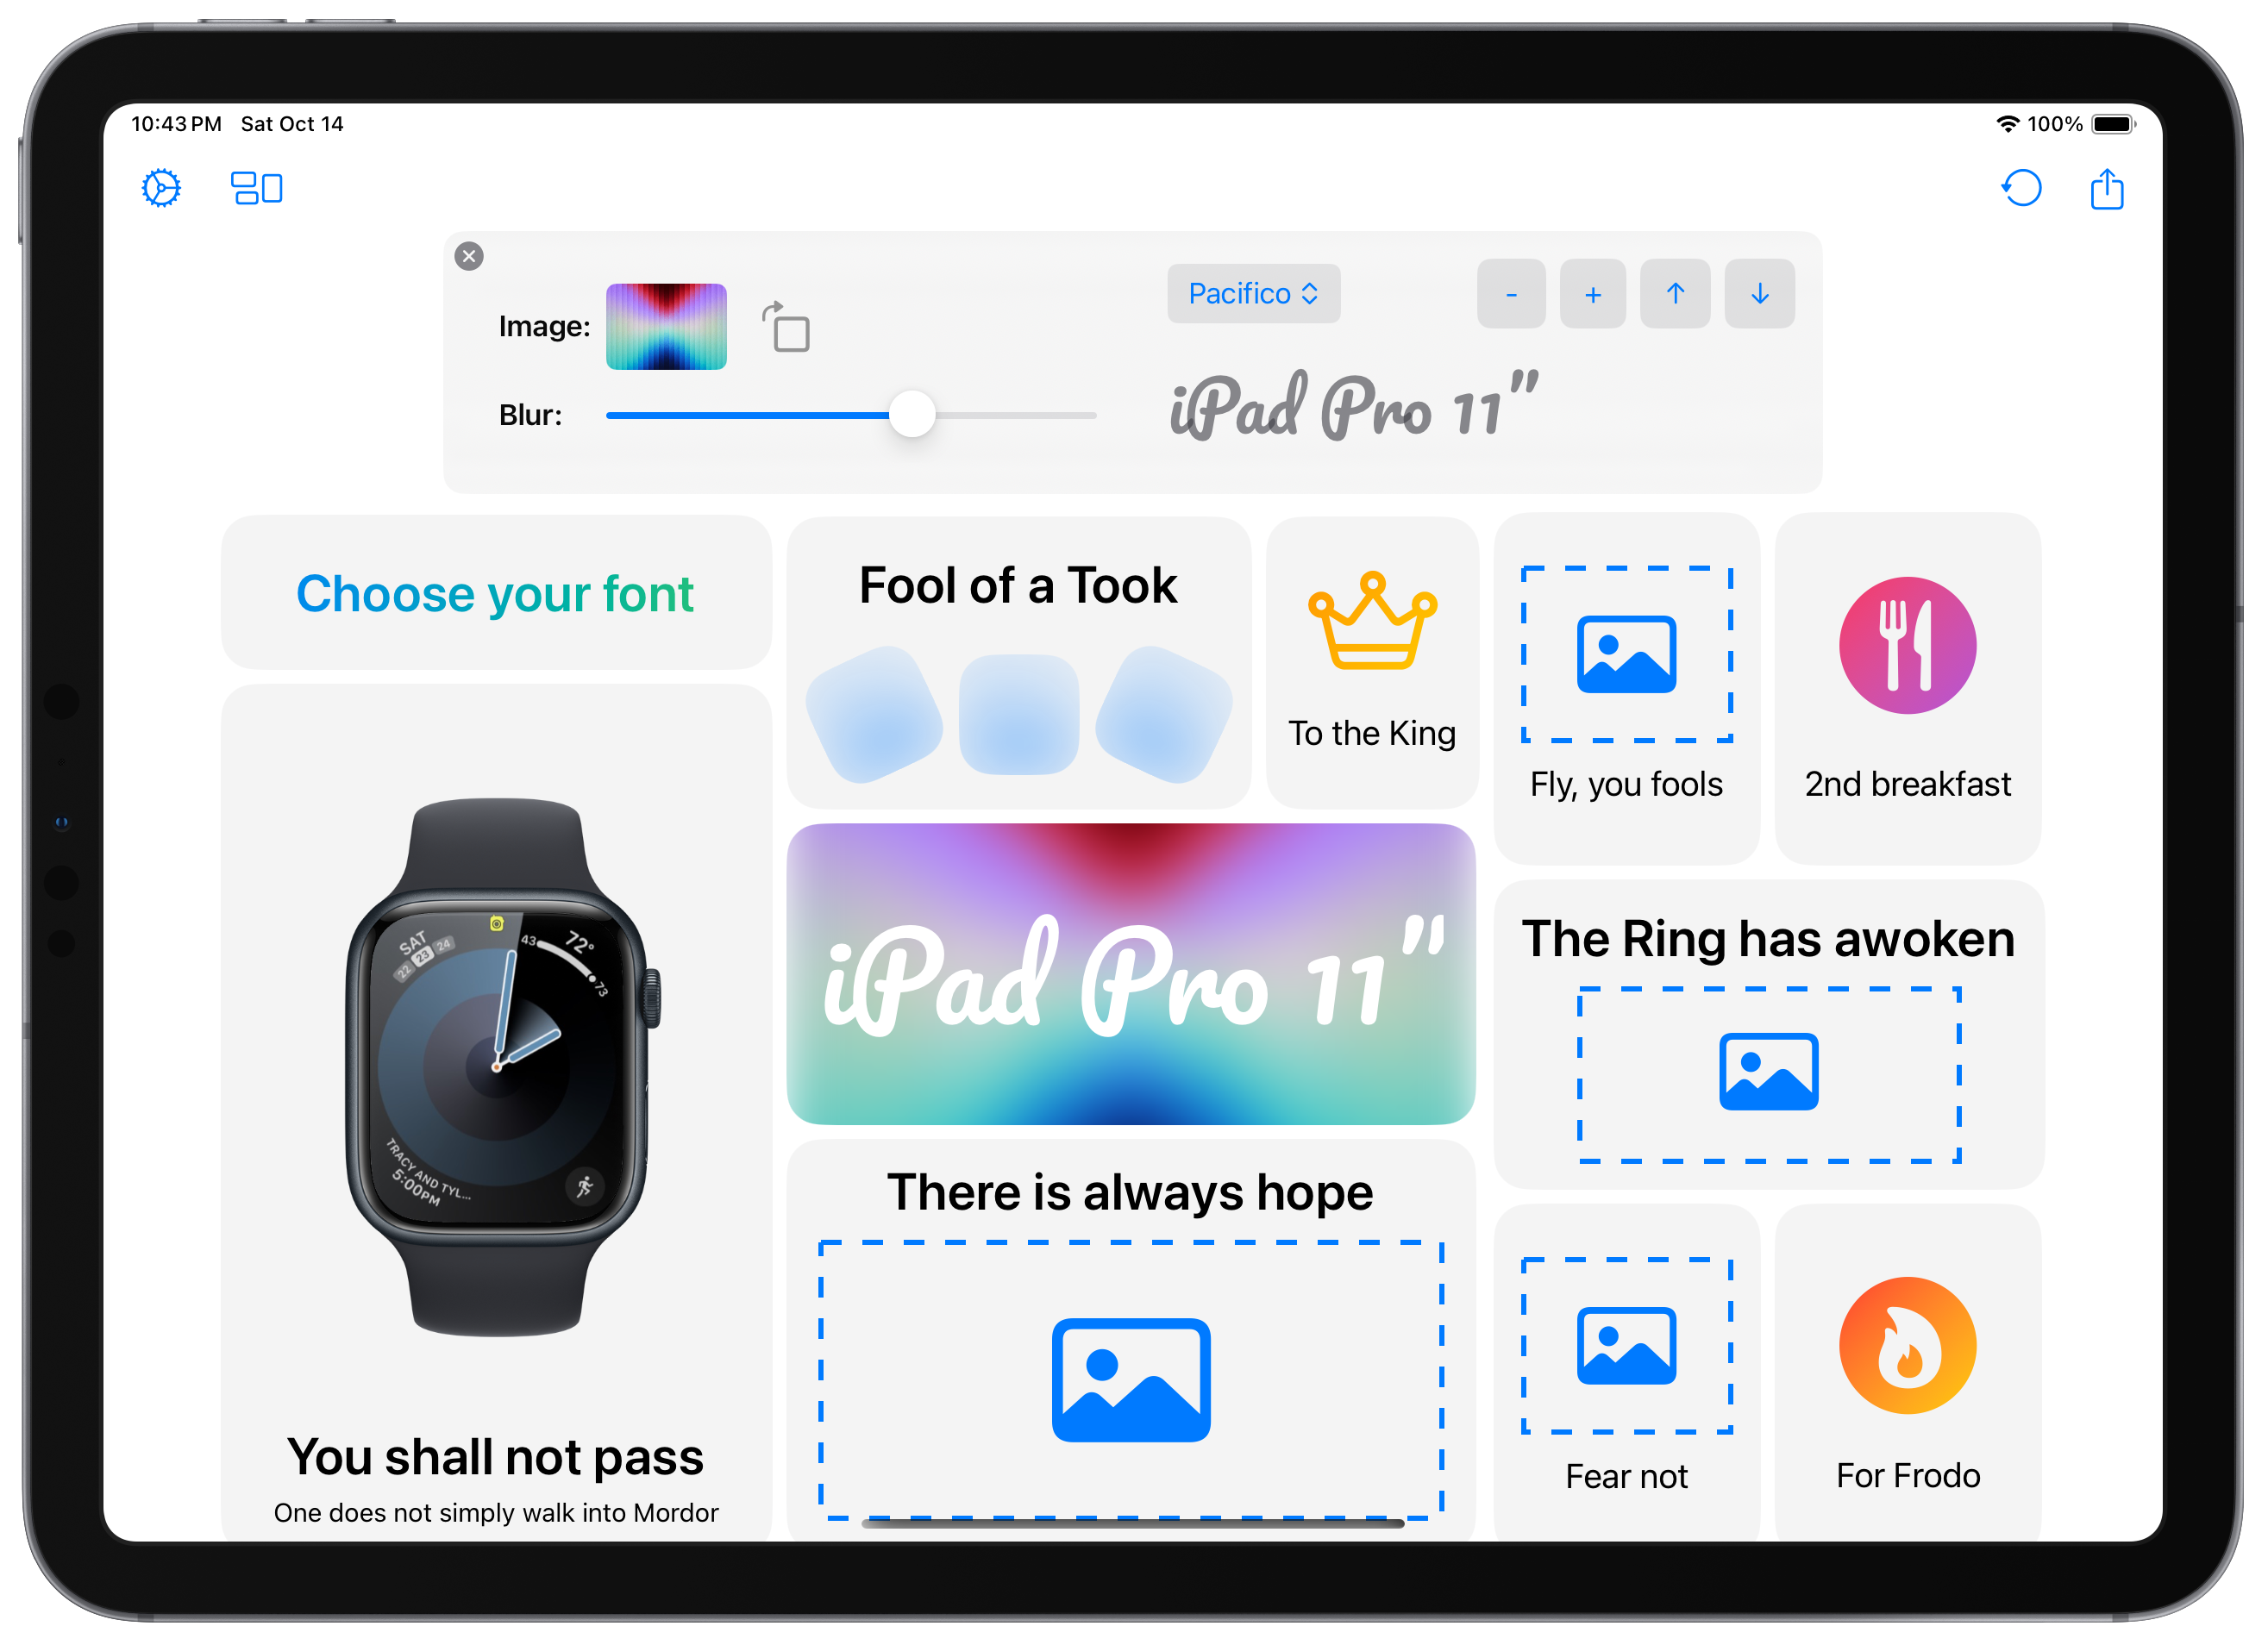 10:43 PM Sat Oct 14
100%
Image:
Pacifico
- +
Blur:
iPad Pro 11"
Choose your font
Fool of a Took
To the King
Fly, you fools
2nd breakfast
SAT
22 23 24
43 72° 73
TRACY AND TYL...
5:00PM
You shall not pass
One does not simply walk into Mordor
iPad Pro 11"
There is always hope
The Ring has awoken
Fear not
For Frodo